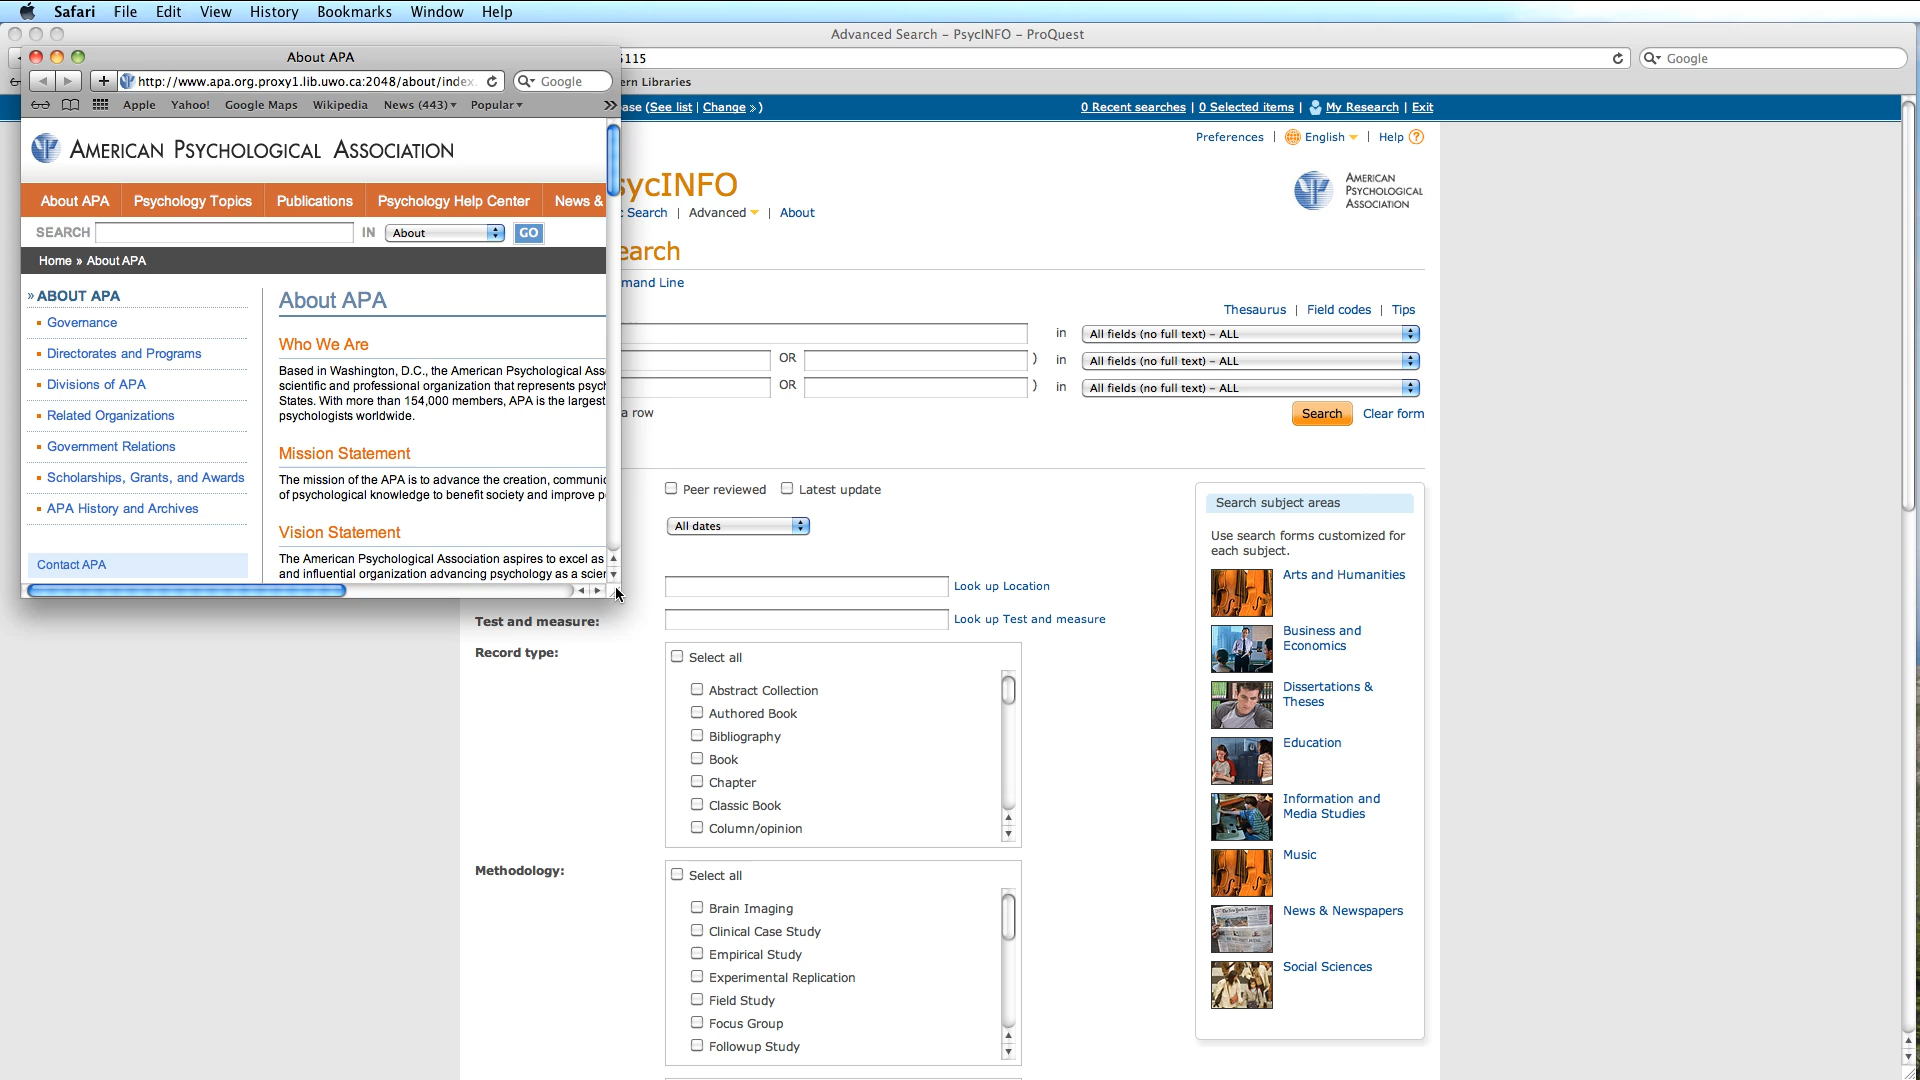 Safari File Edit View History Bookmarks Window Help
Advanced Search – PsycINFO – ProQuest
About APA
http://www.apa.org.proxy1.lib.uwo.ca:2048/about/index. Google
5115 Google
Apple Yahoo! Google Maps Wikipedia News (443) Popular
ern Libraries
ase (See list | Change » ) 0 Recent searches | 0 Selected items | My Research | Exit
Preferences | English | Help ?
AMERICAN PSYCHOLOGICAL ASSOCIATION
sycINFO
AMERICAN
PSYCHOLOGICAL
ASSOCIATION
About APA Psychology Topics Publications Psychology Help Center News &
: Search | Advanced | About
SEARCH IN About GO
earch
Home » About APA
mand Line
» ABOUT APA
Governance
Directorates and Programs
Divisions of APA
Related Organizations
Government Relations
Scholarships, Grants, and Awards
APA History and Archives
Contact APA
About APA
Who We Are
Based in Washington, D.C., the American Psychological Ass
scientific and professional organization that represents psych
States. With more than 154,000 members, APA is the largest
psychologists worldwide.
Mission Statement
The mission of the APA is to advance the creation, communic
of psychological knowledge to benefit society and improve p
Vision Statement
The American Psychological Association aspires to excel as
and influential organization advancing psychology as a scien
Thesaurus | Field codes | Tips
in All fields (no full text) – ALL
OR ) in All fields (no full text) – ALL
OR ) in All fields (no full text) – ALL
a row
Search Clear form
Peer reviewed Latest update
All dates
Look up Location
Test and measure: Look up Test and measure
Record type: Select all
Abstract Collection
Authored Book
Bibliography
Book
Chapter
Classic Book
Column/opinion
Methodology: Select all
Brain Imaging
Clinical Case Study
Empirical Study
Experimental Replication
Field Study
Focus Group
Followup Study
Search subject areas
Use search forms customized for
each subject.
Arts and Humanities
Business and
Economics
Dissertations &
Theses
Education
Information and
Media Studies
Music
News & Newspapers
Social Sciences